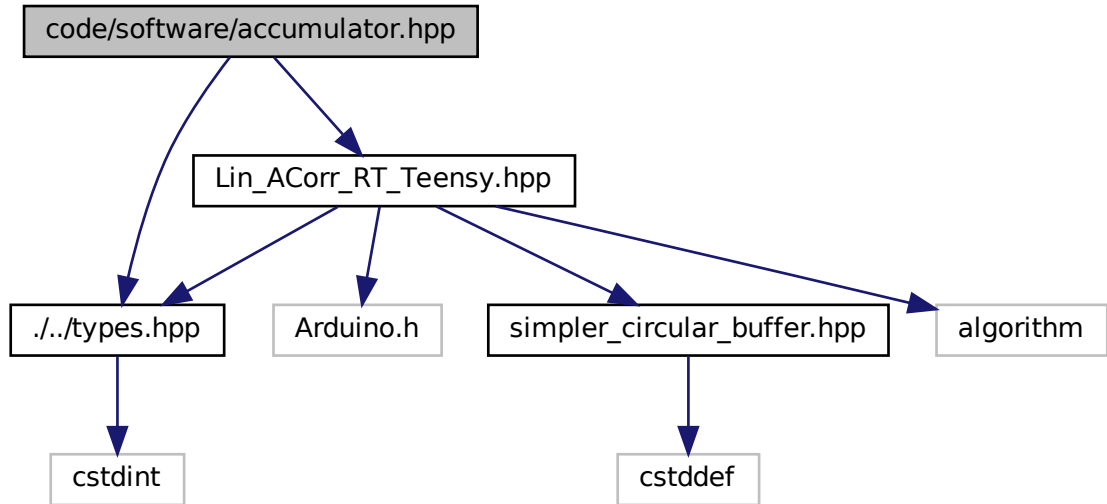 code/software/accumulator.hpp
Lin_ACorr_RT_Teensy.hpp
./../types.hpp
Arduino.h
simpler_circular_buffer.hpp
algorithm
cstdint
cstddef